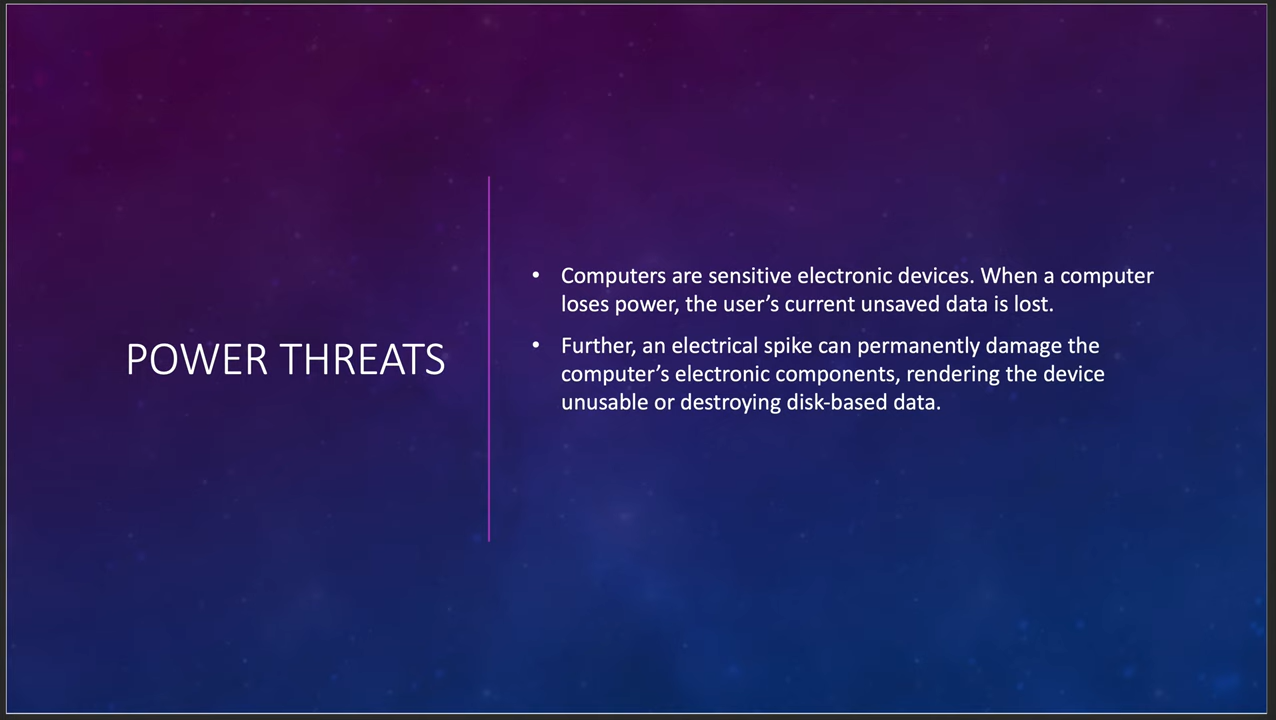 POWER THREATS
• Computers are sensitive electronic devices. When a computer
loses power, the user’s current unsaved data is lost.
• Further, an electrical spike can permanently damage the
computer’s electronic components, rendering the device
unusable or destroying disk-based data.